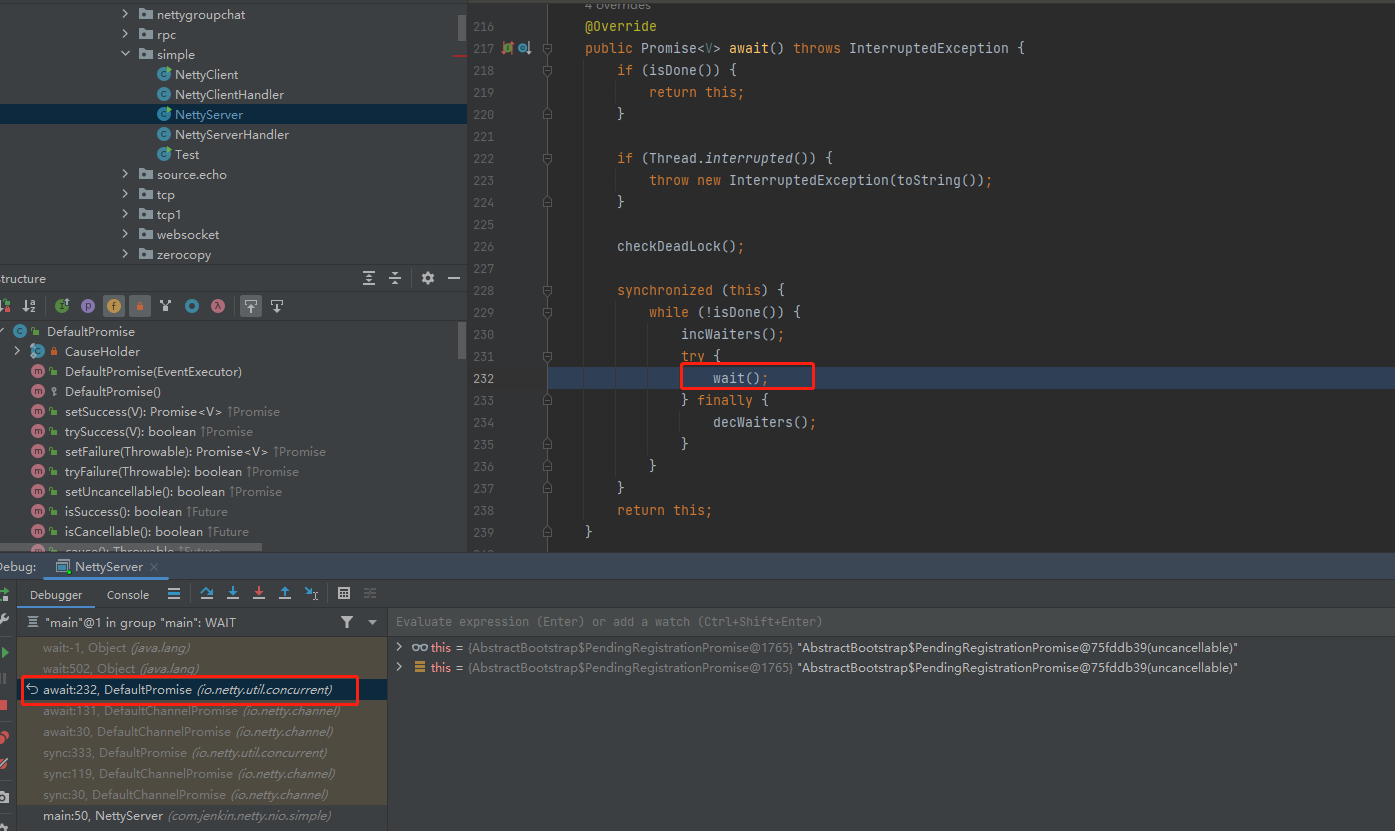 nettygroupchat
rpc
simple
NettyClient
NettyClientHandler
NettyServer
NettyServerHandler
Test
source.echo
tcp
tcp1
websocket
zerocopy
Structure
DefaultPromise
CauseHolder
DefaultPromise(EventExecutor)
DefaultPromise()
setSuccess(V): Promise<V> ↑Promise
trySuccess(V): boolean ↑Promise
setFailure(Throwable): Promise<V> ↑Promise
tryFailure(Throwable): boolean ↑Promise
setUncancellable(): boolean ↑Promise
isSuccess(): boolean ↑Future
isCancellable(): boolean ↑Future
cause(): Throwable ↑Future
4 overrides
216 @Override
217 public Promise<V> await() throws InterruptedException {
218 if (isDone()) {
219 return this;
220 }
221
222 if (Thread.interrupted()) {
223 throw new InterruptedException(toString());
224 }
225
226 checkDeadLock();
227
228 synchronized (this) {
229 while (!isDone()) {
230 incWaiters();
231 try {
232 wait();
233 } finally {
234 decWaiters();
235 }
236 }
237 }
238 return this;
239 }
Debug: NettyServer
Debugger Console
"main"@1 in group "main": WAIT
wait:-1, Object (java.lang)
wait:502, Object (java.lang)
await:232, DefaultPromise (io.netty.util.concurrent)
await:131, DefaultChannelPromise (io.netty.channel)
await:30, DefaultChannelPromise (io.netty.channel)
sync:333, DefaultPromise (io.netty.util.concurrent)
sync:119, DefaultChannelPromise (io.netty.channel)
sync:30, DefaultChannelPromise (io.netty.channel)
main:50, NettyServer (com.jenkin.netty.nio.simple)
Evaluate expression (Enter) or add a watch (Ctrl+Shift+Enter)
this = {AbstractBootstrap$PendingRegistrationPromise@1765} "AbstractBootstrap$PendingRegistrationPromise@75fddb39(uncancellable)"
this = {AbstractBootstrap$PendingRegistrationPromise@1765} "AbstractBootstrap$PendingRegistrationPromise@75fddb39(uncancellable)"